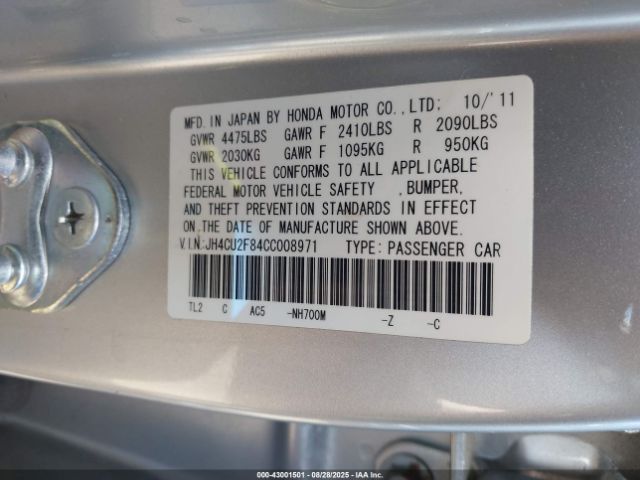 MFD. IN JAPAN BY HONDA MOTOR CO., LTD; 10/'11
GVWR 4475LBS GAWR F 2410LBS R 2090LBS
GVWR 2030KG GAWR F 1095KG R 950KG
THIS VEHICLE CONFORMS TO ALL APPLICABLE
FEDERAL MOTOR VEHICLE SAFETY ,BUMPER,
AND THEFT PREVENTION STANDARDS IN EFFECT
ON THE DATE OF MANUFACTURE SHOWN ABOVE.
V.I.N:JH4CU2F84CC008971 TYPE: PASSENGER CAR
TL2 C AC5 -NH700M -Z -C
000-43001501 | 08/28/2025 | IAAI.COM